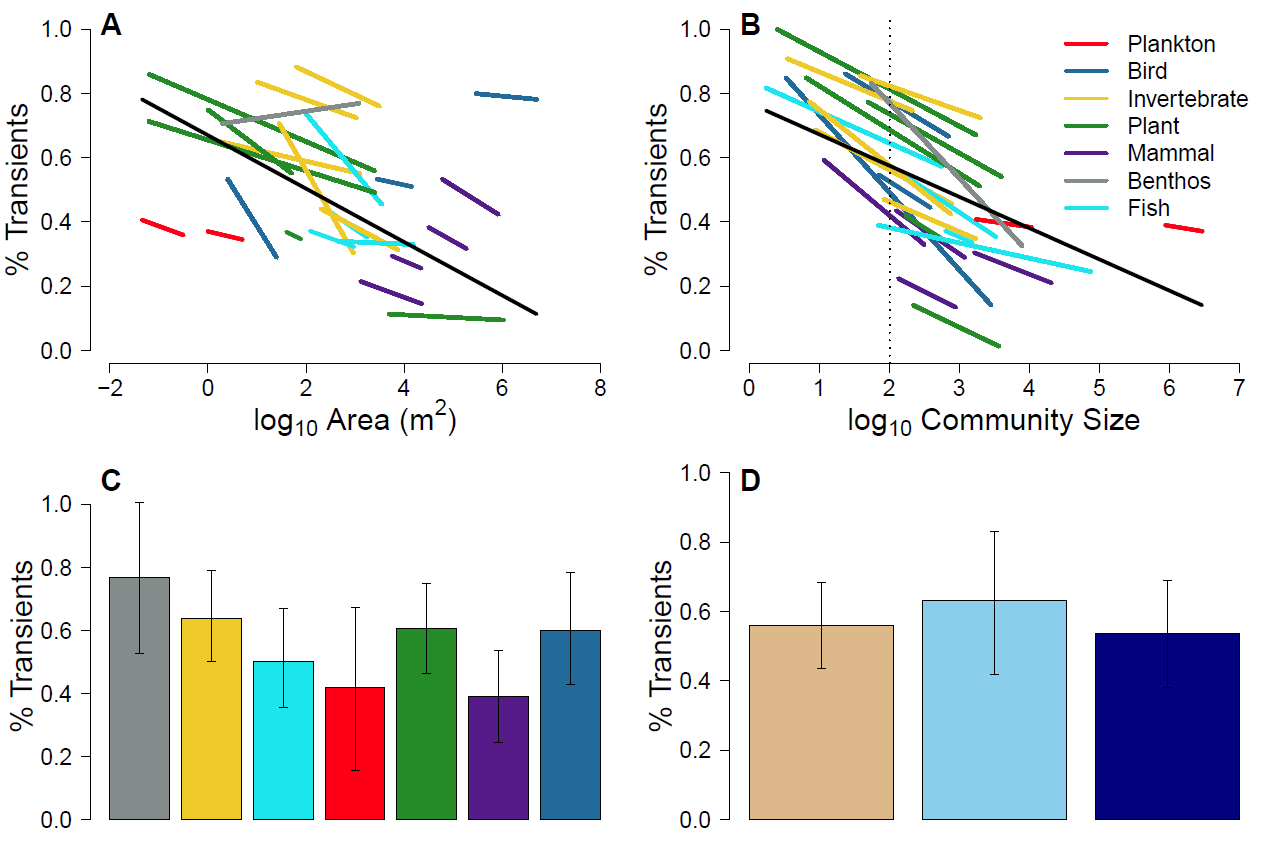 A
% Transients
1.0
0.8
0.6
0.4
0.2
0.0
−2 0 2 4 6 8
log10 Area (m2)
B
% Transients
1.0
0.8
0.6
0.4
0.2
0.0
0 1 2 3 4 5 6 7
log10 Community Size
Plankton
Bird
Invertebrate
Plant
Mammal
Benthos
Fish
C
% Transients
1.0
0.8
0.6
0.4
0.2
0.0
D
% Transients
1.0
0.8
0.6
0.4
0.2
0.0